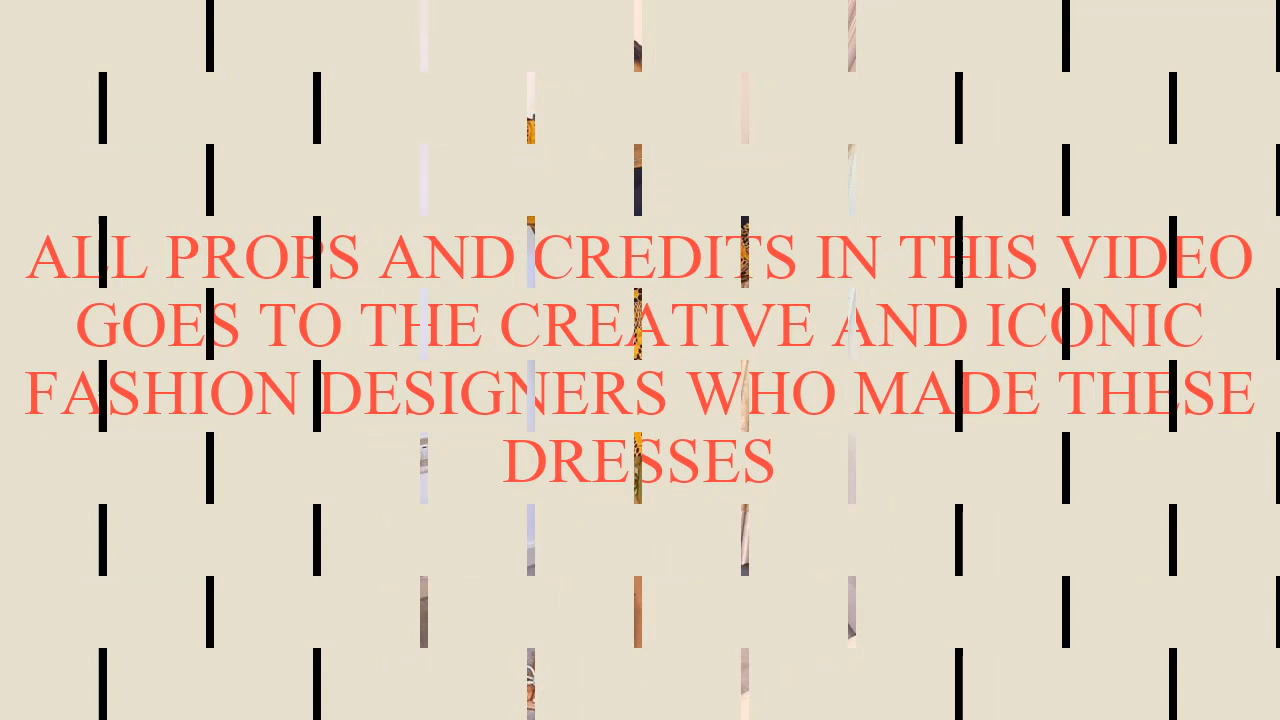 ALL PROPS AND CREDITS IN THIS VIDEO
GOES TO THE CREATIVE AND ICONIC
FASHION DESIGNERS WHO MADE THESE
DRESSES